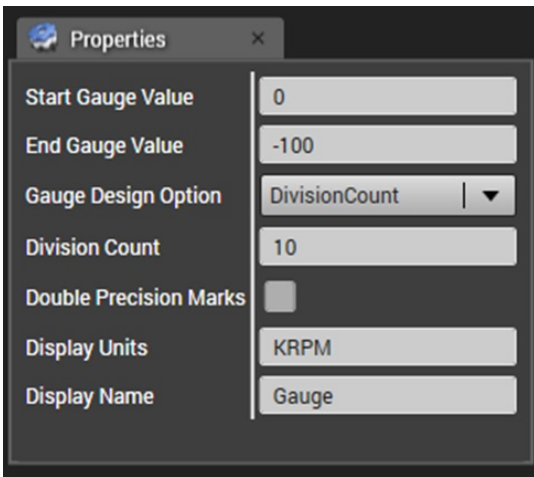 Properties ×
Start Gauge Value 0
End Gauge Value -100
Gauge Design Option DivisionCount
Division Count 10
Double Precision Marks
Display Units KRPM
Display Name Gauge